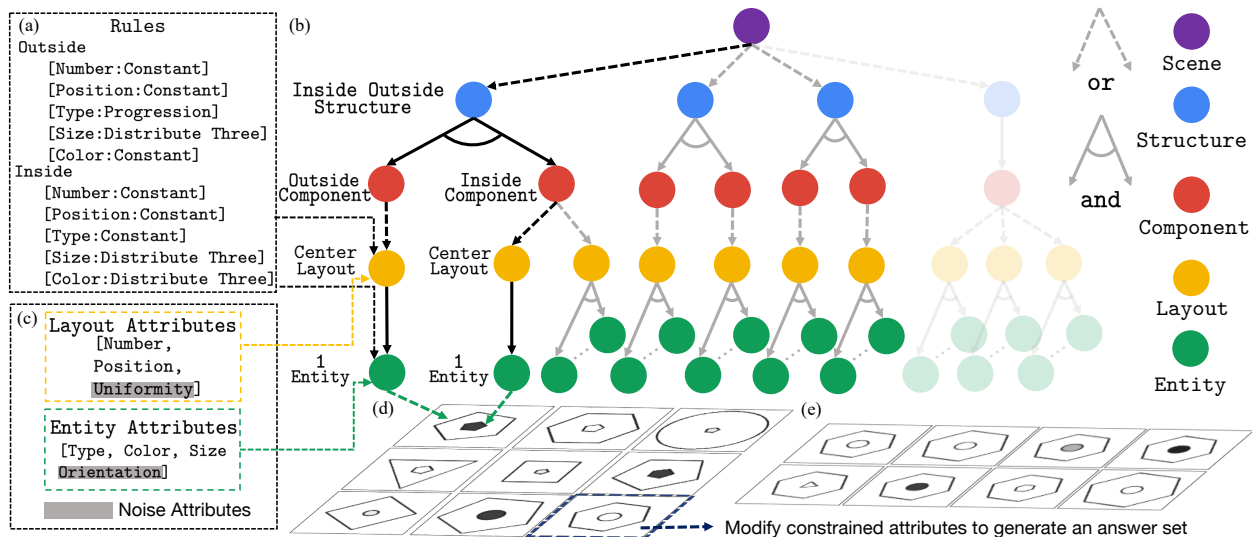 (a)
Rules
Outside
[Number:Constant]
[Position:Constant]
[Type:Progression]
[Size:Distribute Three]
[Color:Constant]
Inside
[Number:Constant]
[Position:Constant]
[Type:Constant]
[Size:Distribute Three]
[Color:Distribute Three]
(b)
Inside Outside
Structure
Outside
Component
Inside
Component
Center
Layout
Center
Layout
1
Entity
1
Entity
or
and
Scene
Structure
Component
Layout
Entity
(c)
Layout Attributes
[Number,
Position,
Uniformity]
Entity Attributes
[Type, Color, Size
Orientation]
Noise Attributes
(d)
(e)
Modify constrained attributes to generate an answer set